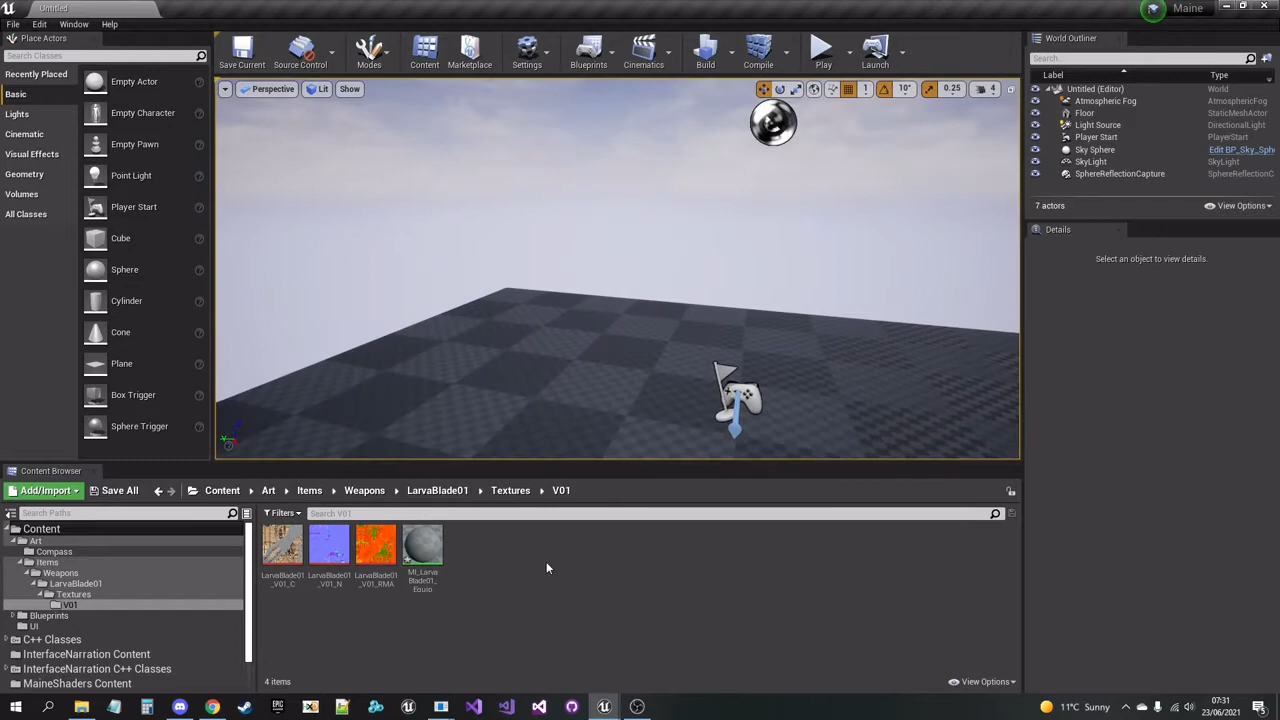 Untitled
Maine
File Edit Window Help
Place Actors
Search Classes
Recently Placed
Basic
Lights
Cinematic
Visual Effects
Geometry
Volumes
All Classes
Empty Actor
Empty Character
Empty Pawn
Point Light
Player Start
Cube
Sphere
Cylinder
Cone
Plane
Box Trigger
Sphere Trigger
Save Current Source Control Modes Content Marketplace Settings Blueprints Cinematics Build Compile Play Launch
Perspective Lit Show 1 10° 0.25 4
World Outliner
Search...
Label Type
Untitled (Editor) World
Atmospheric Fog AtmosphericFog
Floor StaticMeshActor
Light Source DirectionalLight
Player Start PlayerStart
Sky Sphere Edit BP_Sky_Sph
SkyLight SkyLight
SphereReflectionCapture SphereReflectionC
7 actors View Options
Details
Select an object to view details.
Content Browser
Add/Import Save All Content Art Items Weapons LarvaBlade01 Textures V01
Search Paths
Filters Search V01
Content
Art
Compass
Items
Weapons
LarvaBlade01
Textures
V01
Blueprints
UI
C++ Classes
InterfaceNarration Content
InterfaceNarration C++ Classes
MaineShaders Content
LarvaBlade01
_V01_C
LarvaBlade01
_V01_N
LarvaBlade01
_V01_RMA
MI_Larva
Blade01_
Equip
4 items View Options
11°C Sunny
07:31
23/06/2021